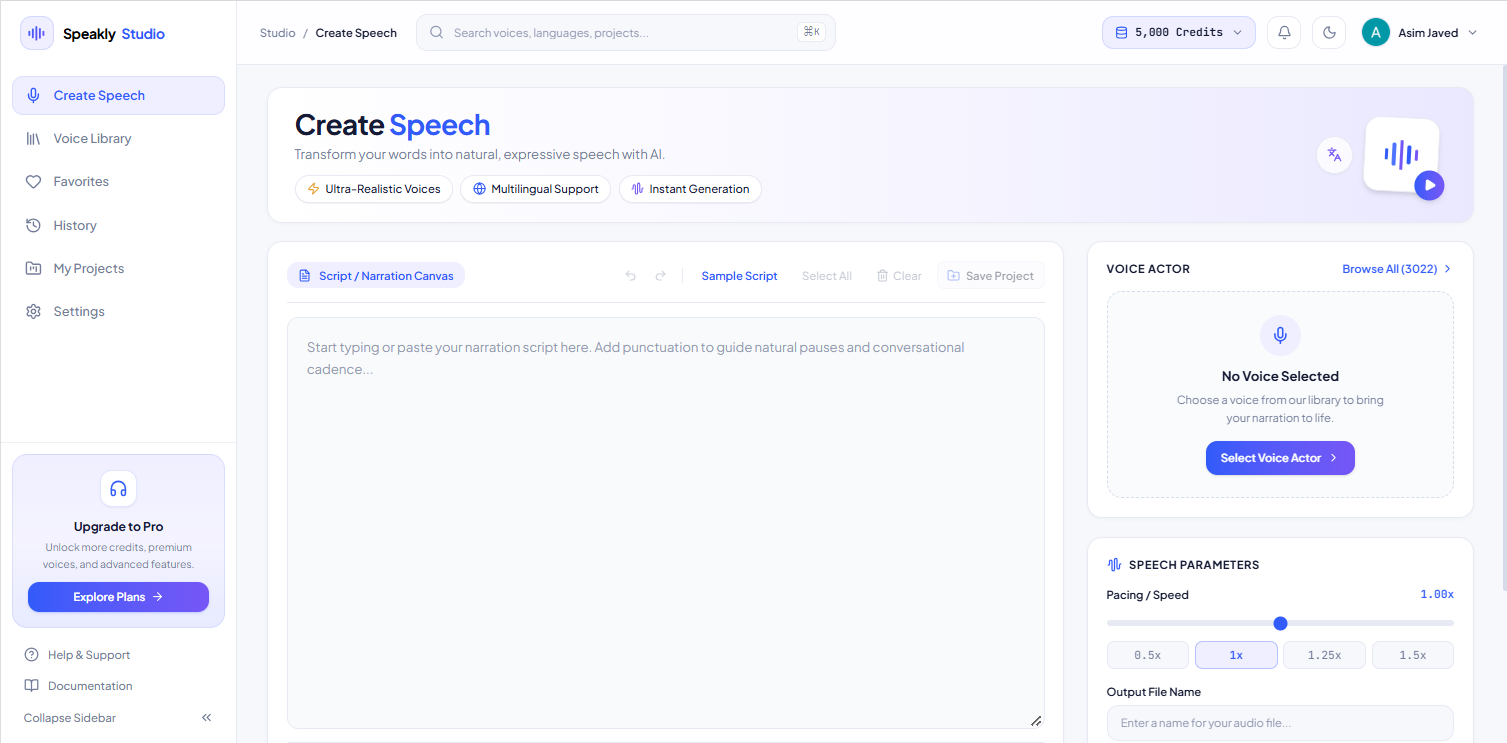 Speakly Studio
Studio / Create Speech
Search voices, languages, projects...
⌘K
5,000 Credits
A
Asim Javed
Create Speech
Voice Library
Favorites
History
My Projects
Settings
Upgrade to Pro
Unlock more credits, premium
voices, and advanced features.
Explore Plans →
Help & Support
Documentation
Collapse Sidebar
Create Speech
Transform your words into natural, expressive speech with AI.
Ultra-Realistic Voices
Multilingual Support
Instant Generation
Script / Narration Canvas
Sample Script
Select All
Clear
Save Project
Start typing or paste your narration script here. Add punctuation to guide natural pauses and conversational
cadence...
VOICE ACTOR
Browse All (3022)
No Voice Selected
Choose a voice from our library to bring
your narration to life.
Select Voice Actor
SPEECH PARAMETERS
Pacing / Speed
1.00x
0.5x
1x
1.25x
1.5x
Output File Name
Enter a name for your audio file...